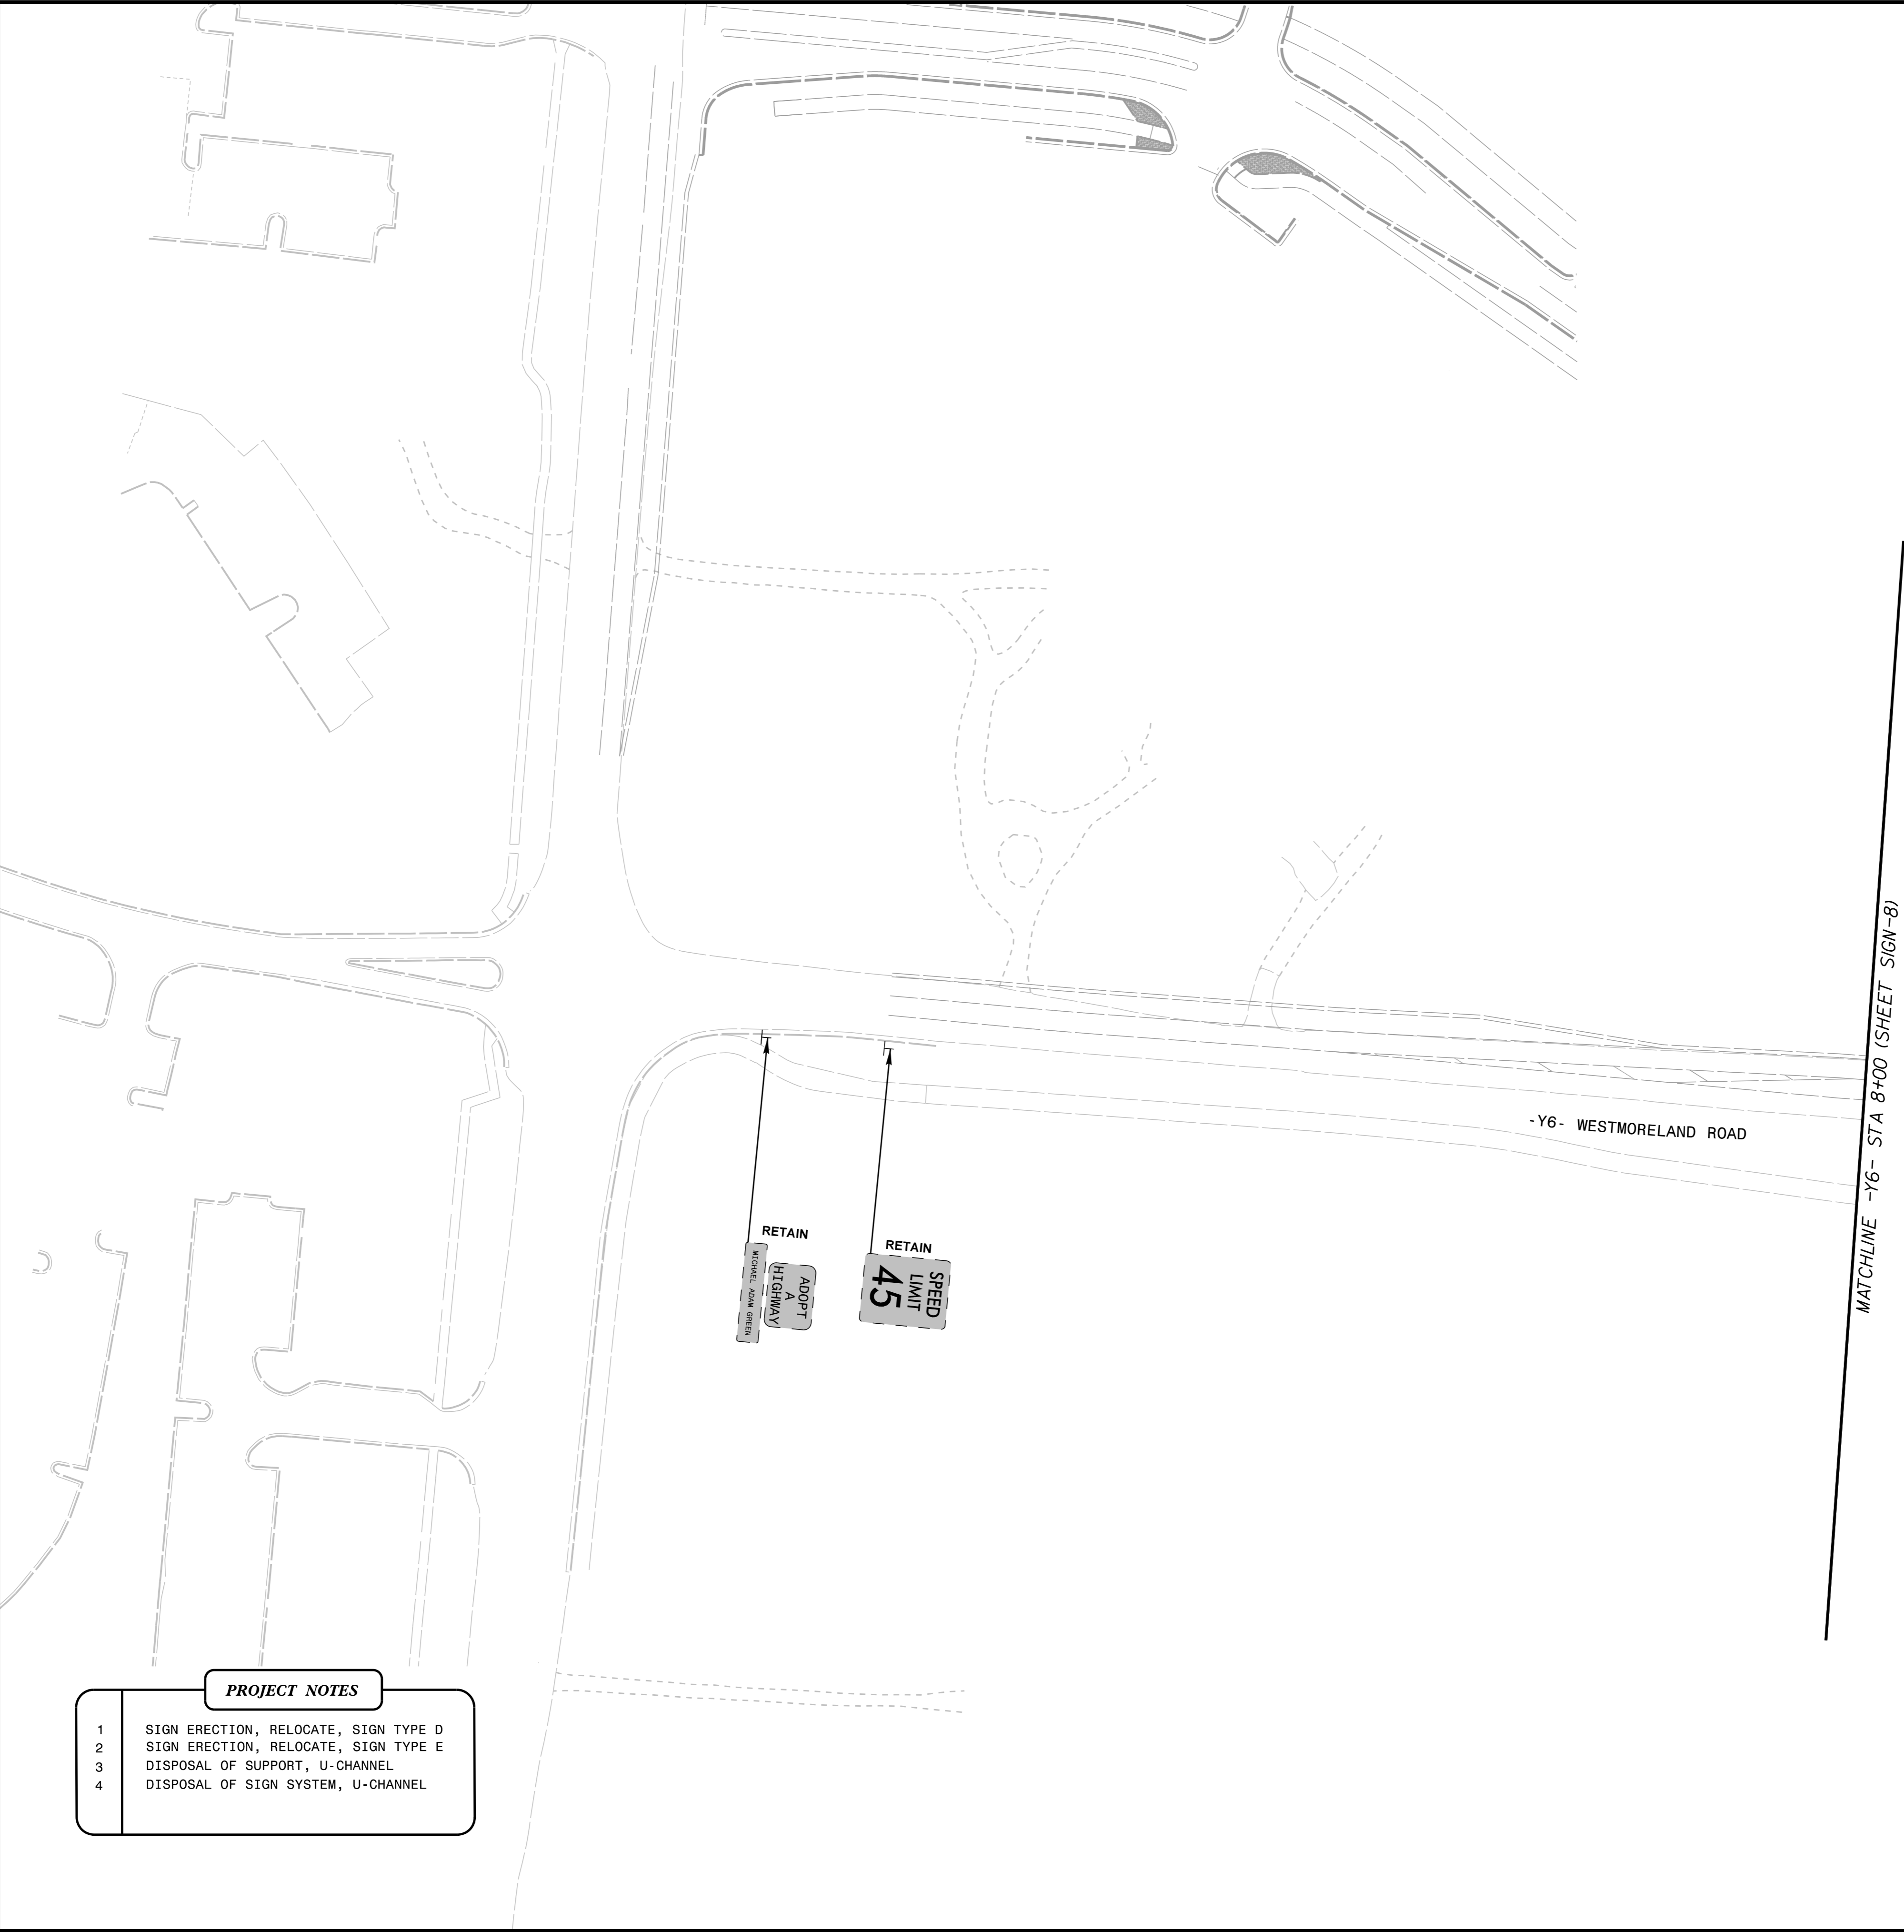 MATCHLINE -Y6- STA 8+00 (SHEET SIGN-8)
-Y6- WESTMORELAND ROAD
RETAIN
ADOPT
A
HIGHWAY
MICHAEL ADAM GREEN
RETAIN
SPEED
LIMIT
45
PROJECT NOTES
1 SIGN ERECTION, RELOCATE, SIGN TYPE D
2 SIGN ERECTION, RELOCATE, SIGN TYPE E
3 DISPOSAL OF SUPPORT, U-CHANNEL
4 DISPOSAL OF SIGN SYSTEM, U-CHANNEL